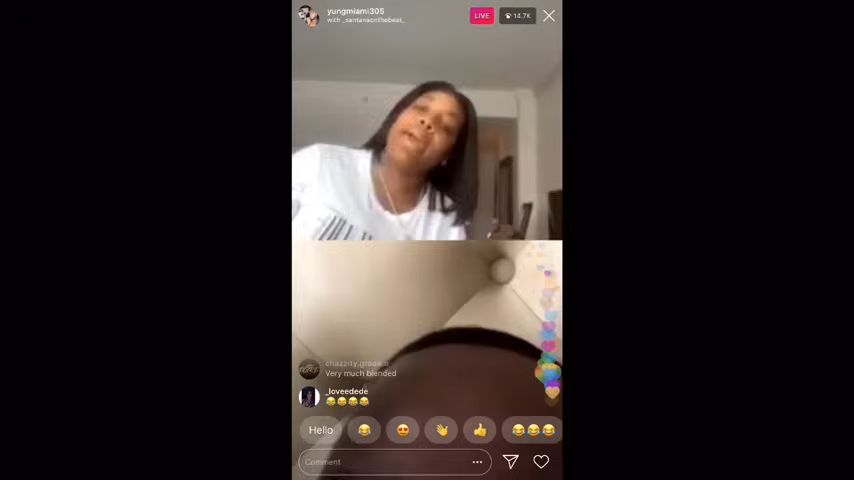 yungmiami305
with _santanaonthebeat_
LIVE
14.7K
Very much blended
_loveedede
😂😂😂😂
Hello
😂
😍
👋
👍
😂😂😂
Comment